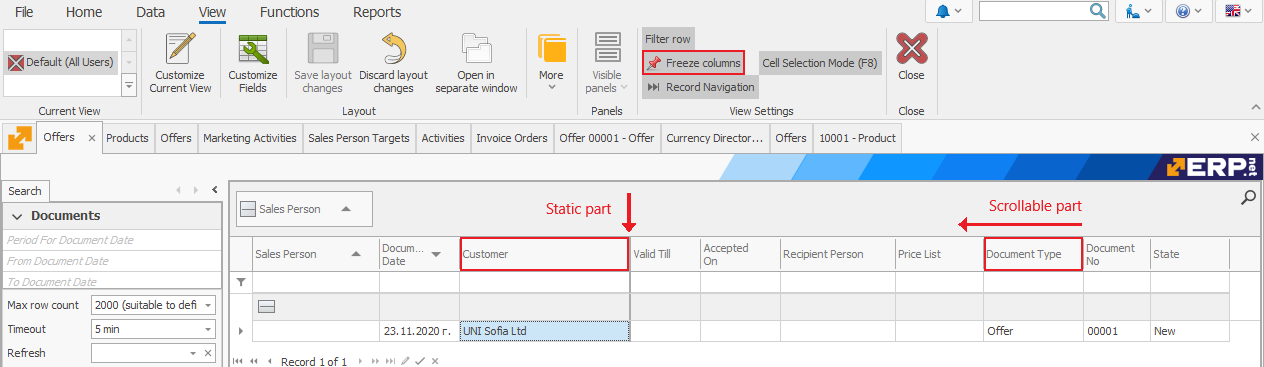 File Home Data View Functions Reports
Default (All Users)
Customize Current View
Customize Fields
Save layout changes
Discard layout changes
Open in separate window
More
Visible panels
Filter row
Freeze columns
Record Navigation
Cell Selection Mode (F8)
Close
Current View Layout Panels View Settings Close
Offers Products Offers Marketing Activities Sales Person Targets Activities Invoice Orders Offer 00001 - Offer Currency Director... Offers 10001 - Product
ERP.net
Search
Documents
Period For Document Date
From Document Date
To Document Date
Max row count 2000 (suitable to defi
Timeout 5 min
Refresh
Sales Person
Static part
Scrollable part
Sales Person Docum... Date Customer Valid Till Accepted On Recipient Person Price List Document Type Document No State
23.11.2020 г. UNI Sofia Ltd Offer 00001 New
Record 1 of 1